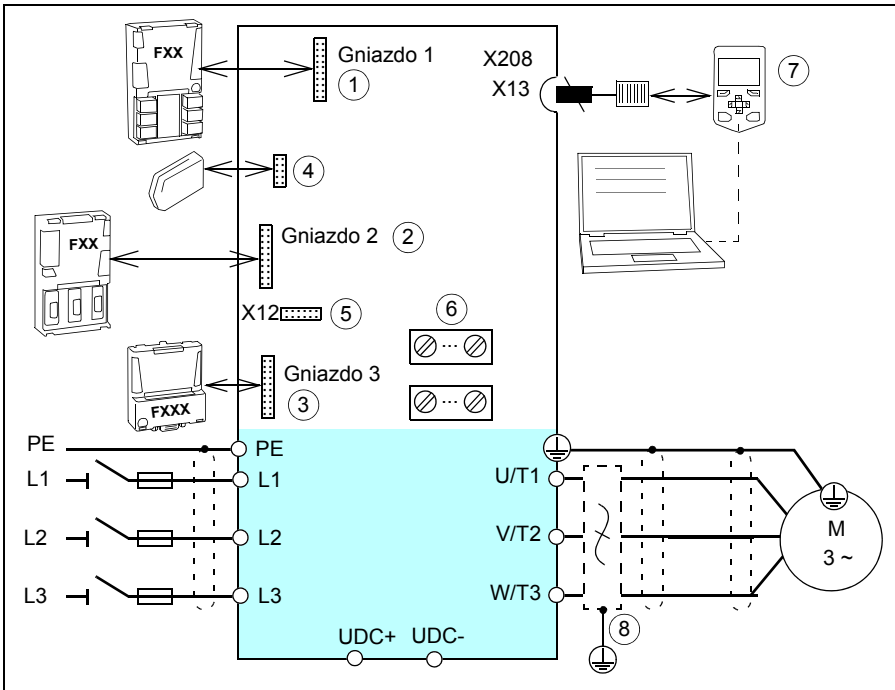 FXX
Gniazdo 1
1
X208
X13
7
4
FXX
Gniazdo 2
2
X12
5
6
Gniazdo 3
3
FXXX
PE
PE
L1
L1
U/T1
L2
L2
V/T2
M
3 ~
L3
L3
W/T3
8
UDC+
UDC-